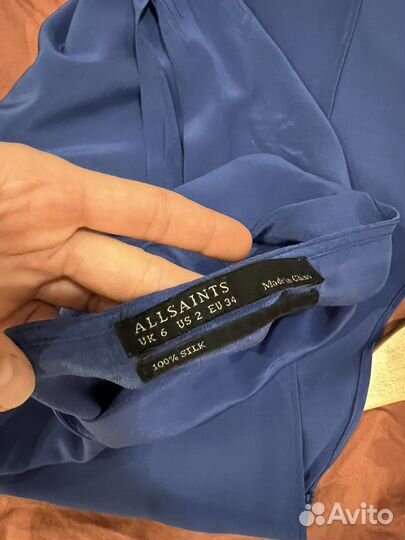 ALLSAINTS
UK 6 US 2 EU 34
Made in China
100% SILK
Avito